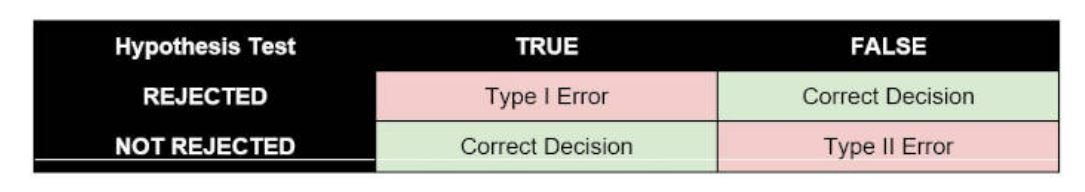 Hypothesis Test TRUE FALSE
REJECTED Type I Error Correct Decision
NOT REJECTED Correct Decision Type II Error